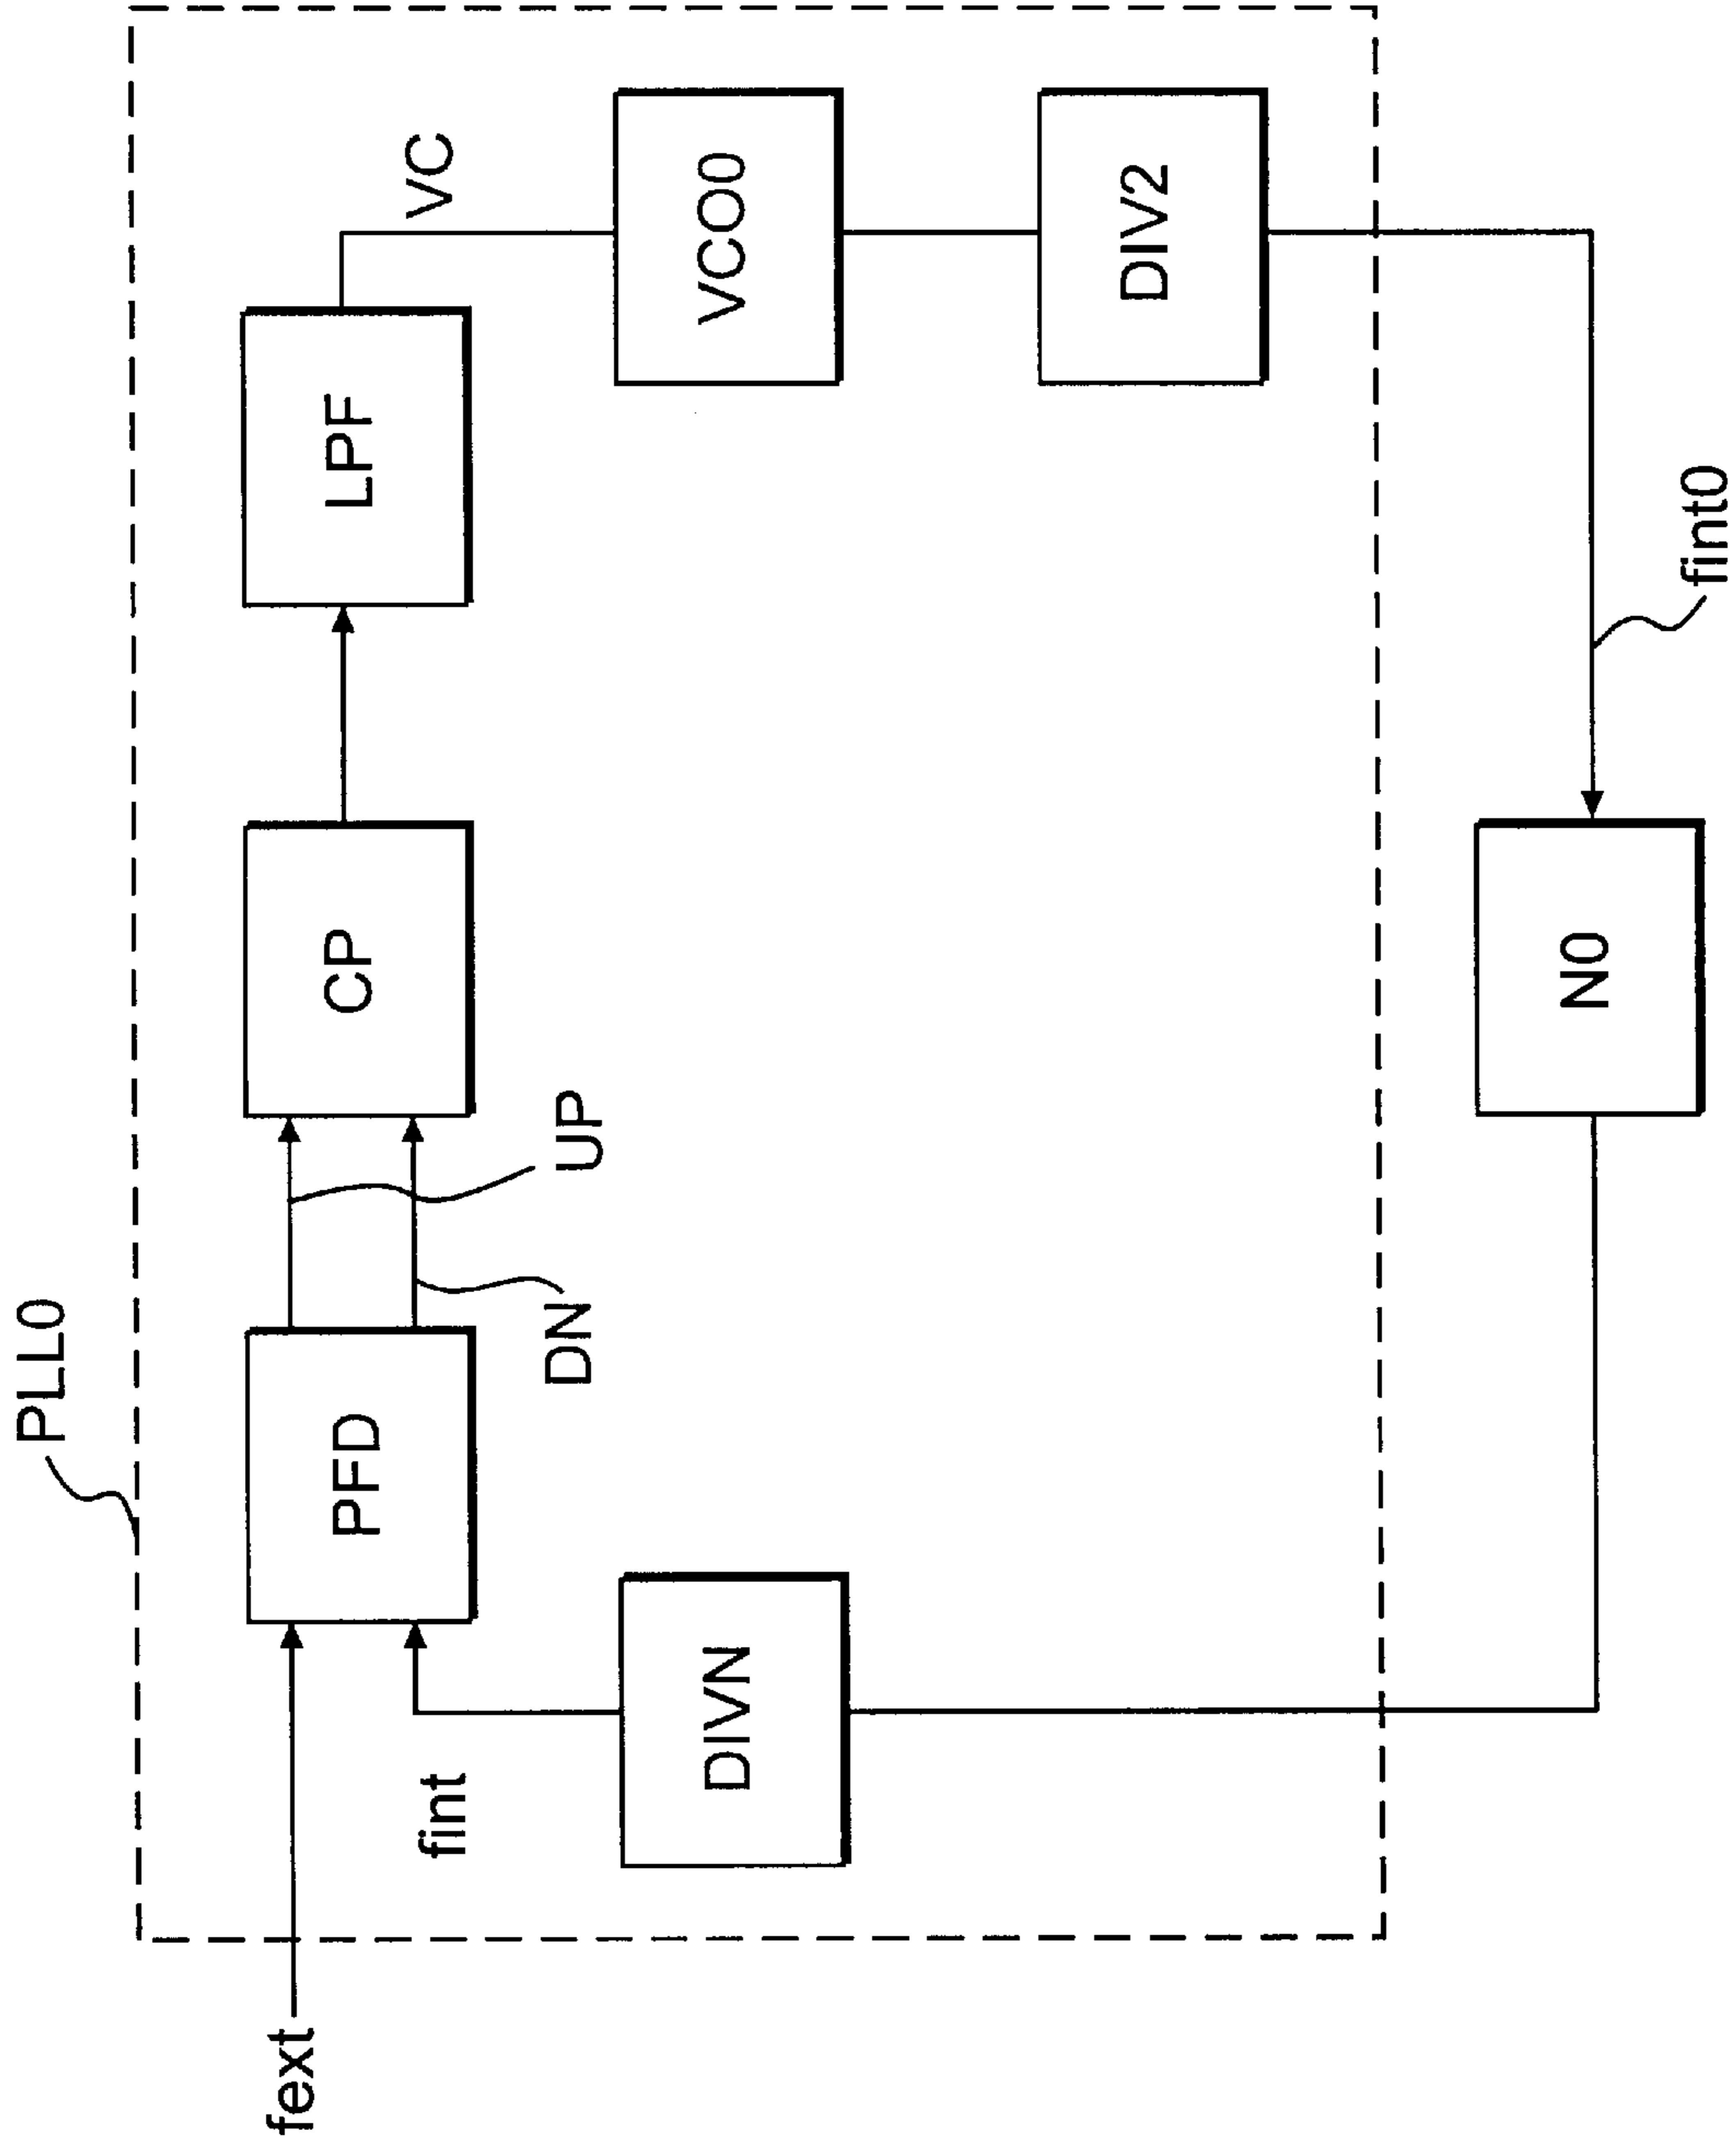 PLL0
fext
fint
PFD
UP
DN
CP
LPF
VC
VCO0
DIV2
DIVN
N0
fint0